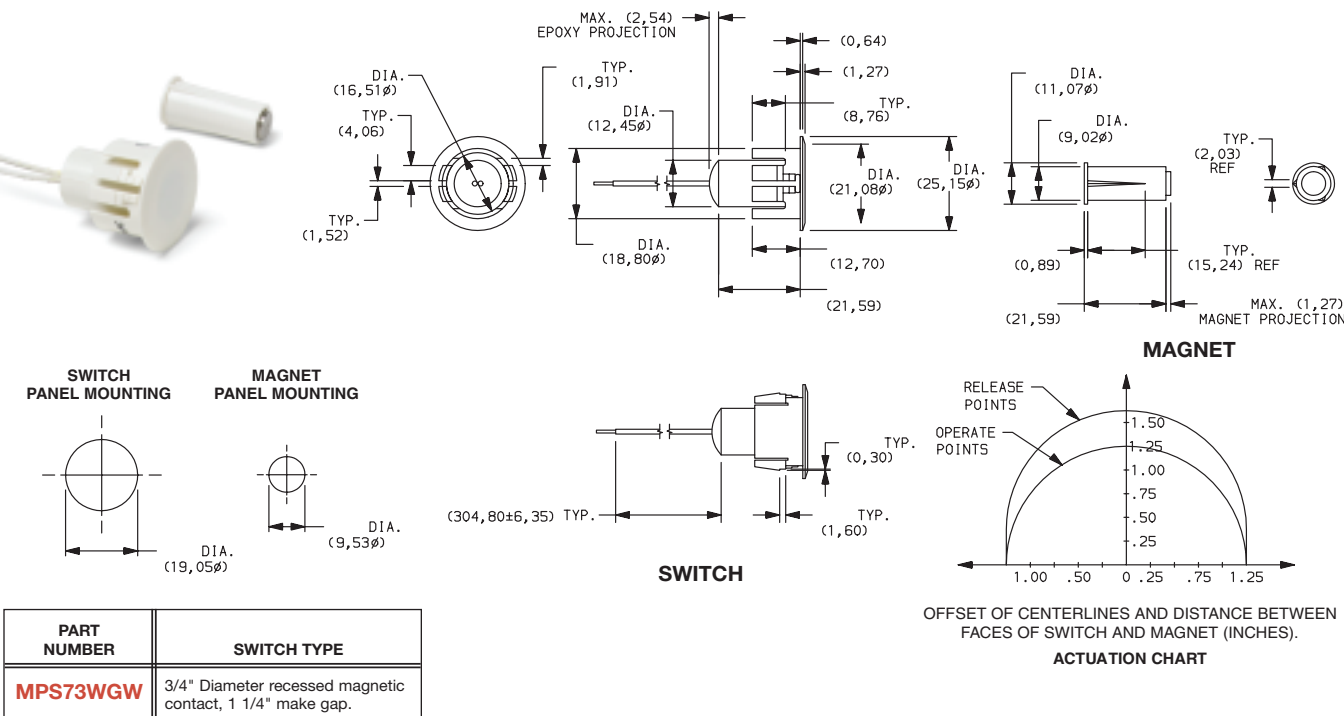 MAX. (2,54)
EPOXY PROJECTION
(0,64)
(1,27)
DIA.
(16,51ø)
TYP.
(1,91)
TYP.
(4,06)
DIA.
(12,45ø)
TYP.
(8,76)
DIA.
(21,08ø)
DIA.
(25,15ø)
TYP.
(1,52)
DIA.
(18,80ø)
(12,70)
(21,59)
DIA.
(11,07ø)
DIA.
(9,02ø)
TYP.
(2,03)
REF
(0,89)
TYP.
(15,24) REF
(21,59)
MAX. (1,27)
MAGNET PROJECTION
MAGNET
SWITCH
PANEL MOUNTING
MAGNET
PANEL MOUNTING
DIA.
(19,05ø)
DIA.
(9,53ø)
(304,80±6,35) TYP.
TYP.
(0,30)
TYP.
(1,60)
SWITCH
RELEASE
POINTS
OPERATE
POINTS
1.50
1.25
1.00
.75
.50
.25
1.00 .50 0 .25 .75 1.25
OFFSET OF CENTERLINES AND DISTANCE BETWEEN
FACES OF SWITCH AND MAGNET (INCHES).
ACTUATION CHART
PART
NUMBER
SWITCH TYPE
MPS73WGW
3/4" Diameter recessed magnetic
contact, 1 1/4" make gap.